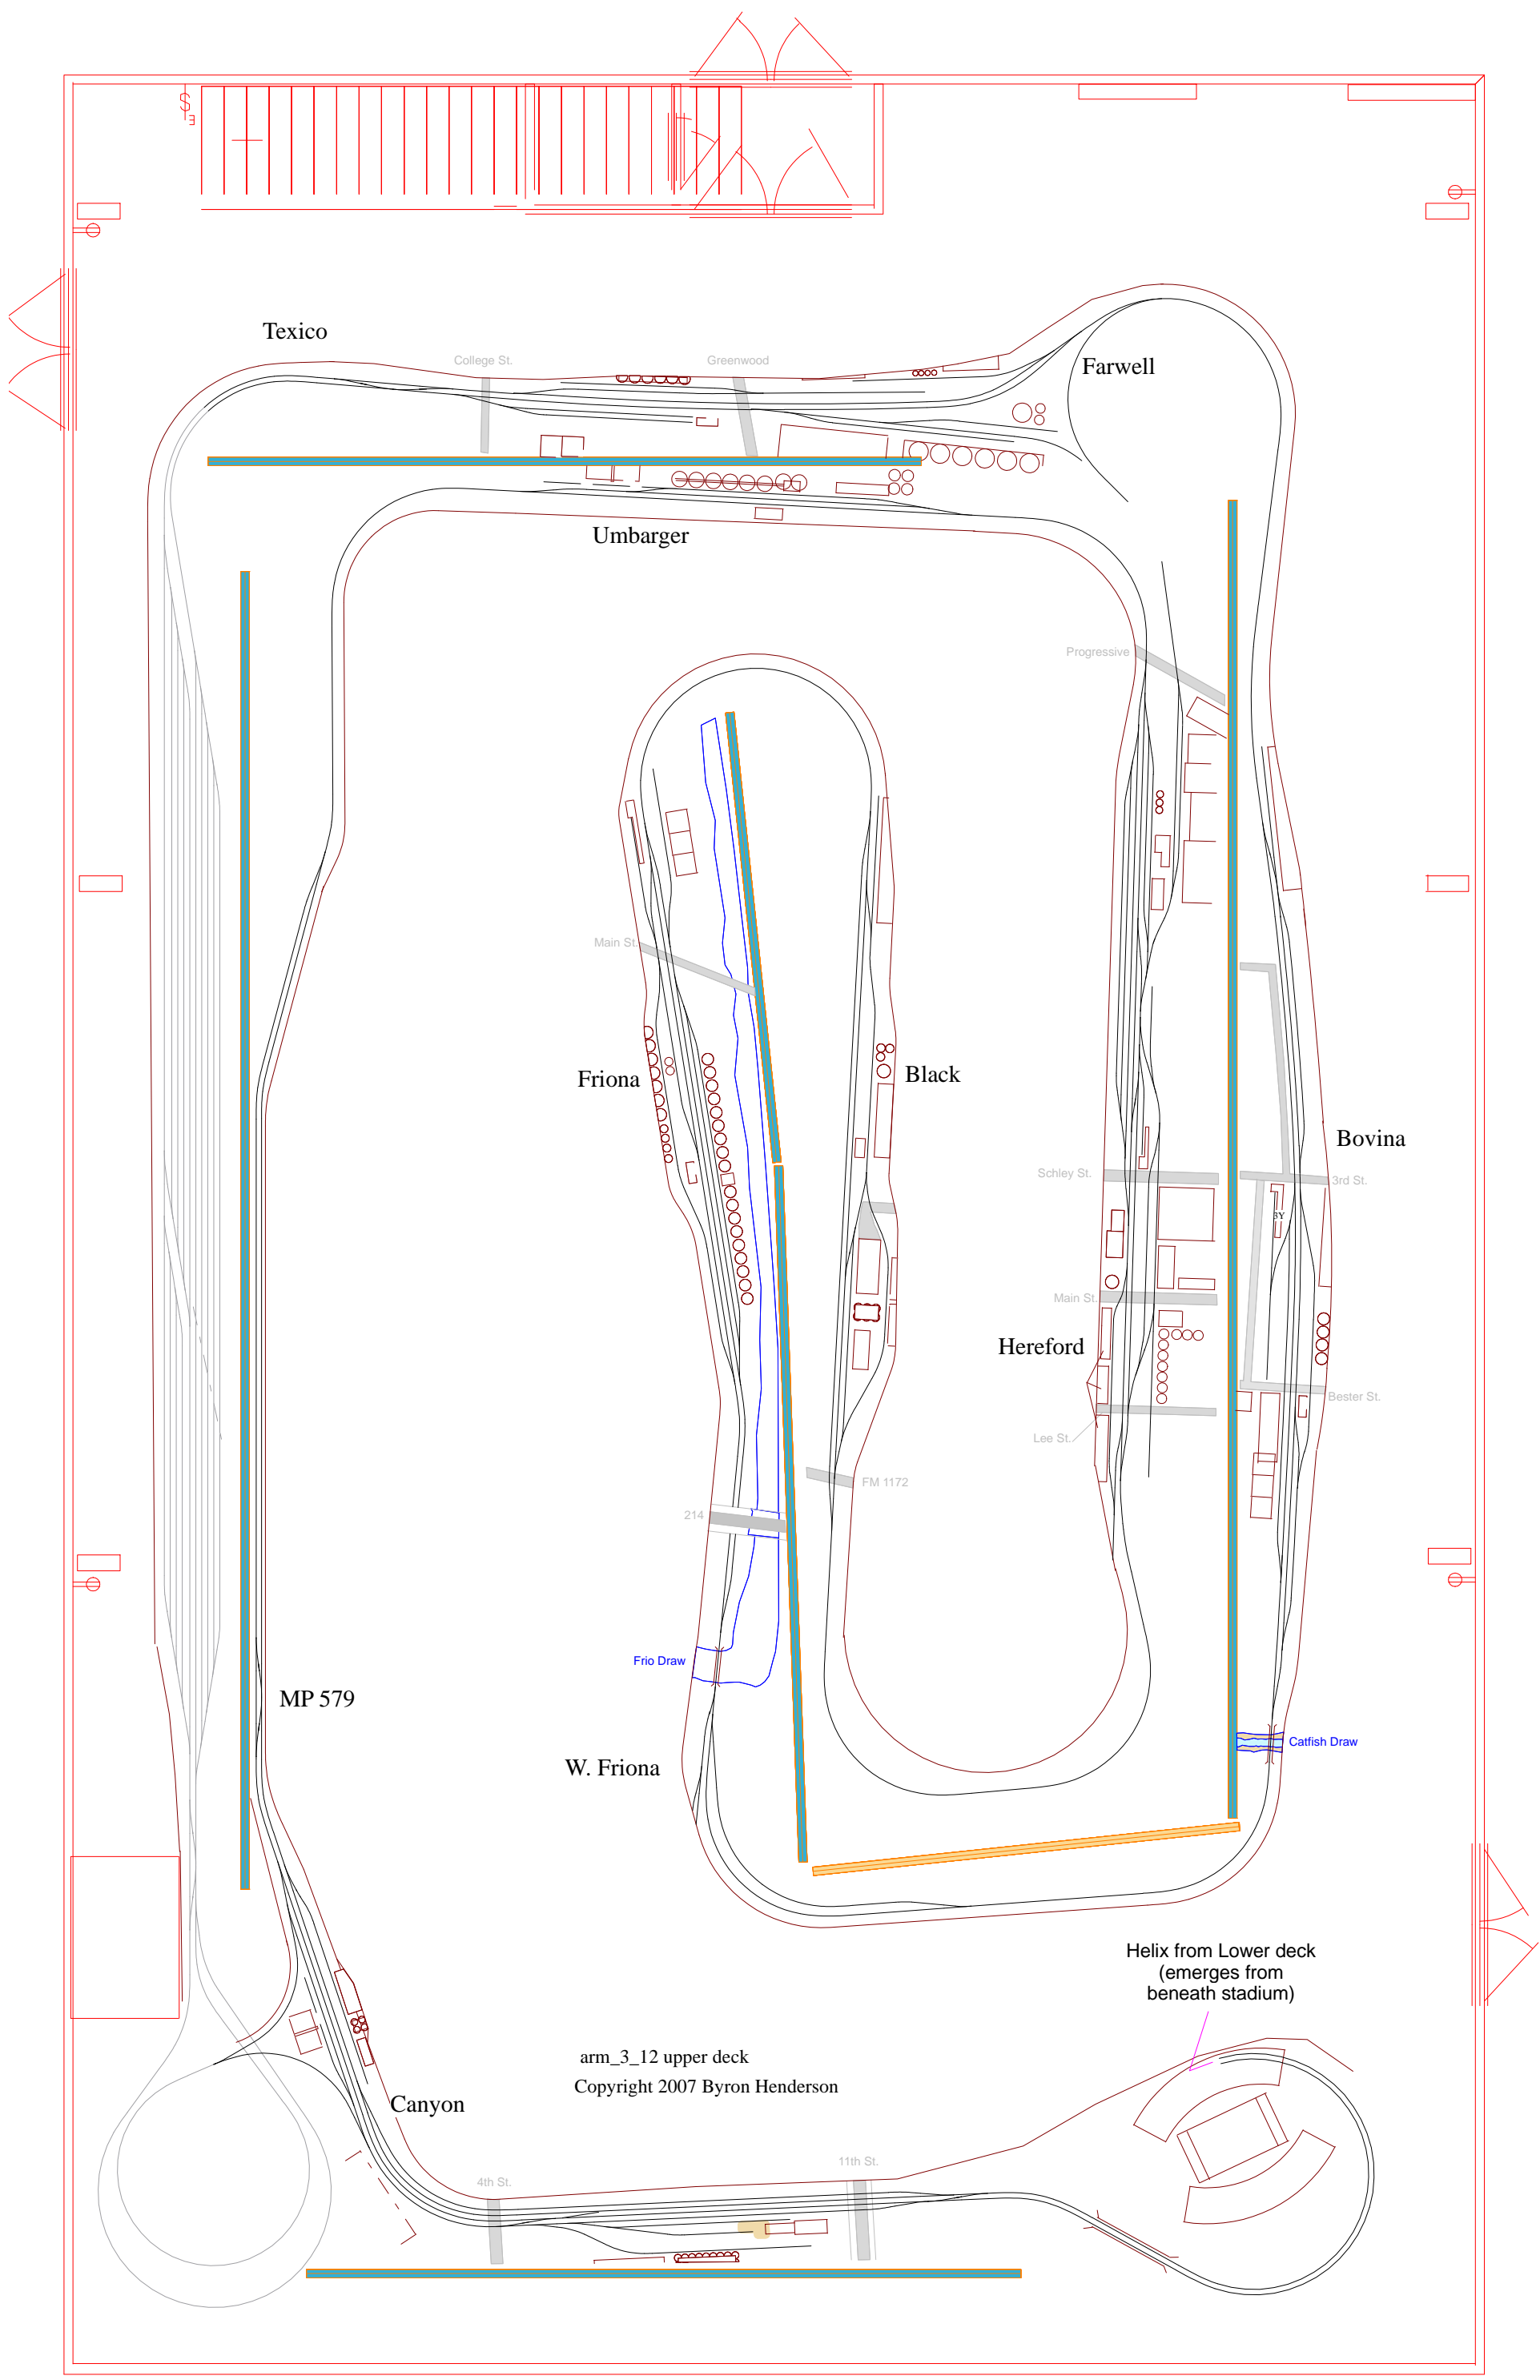 $
3
Texico
College St.
Greenwood
Farwell
Umbarger
Progressive
Main St.
Friona
Black
Bovina
Schley St.
3rd St.
3Y
Main St.
Hereford
Bester St.
Lee St.
FM 1172
214
Frio Draw
MP 579
Catfish Draw
W. Friona
Helix from Lower deck
(emerges from
beneath stadium)
arm_3_12 upper deck
Copyright 2007 Byron Henderson
Canyon
11th St.
4th St.